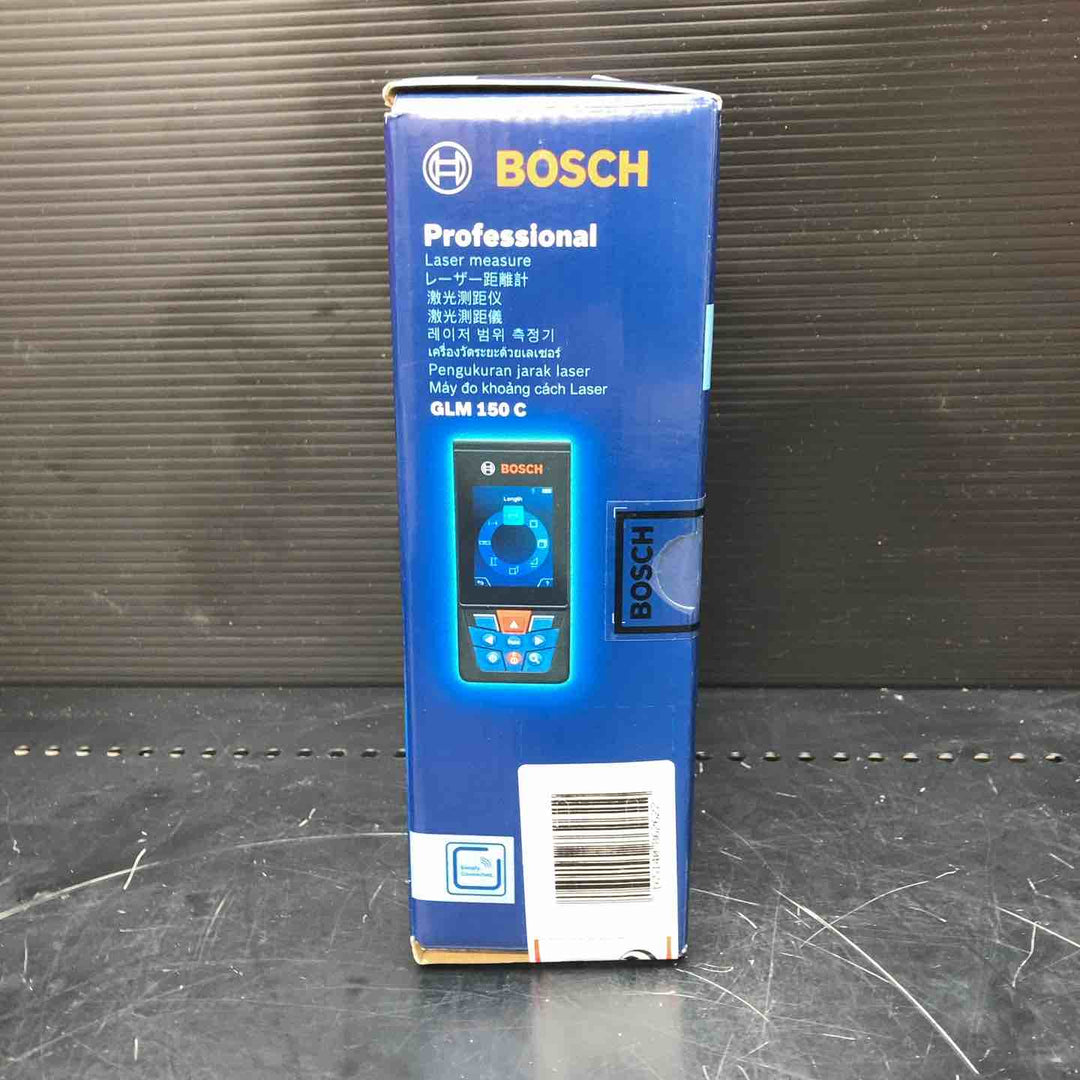 BOSCH
Professional
Laser measure
レーザー距離計
激光测距仪
激光測距儀
레이저 범위 측정기
เครื่องวัดระยะด้วยเลเซอร์
Pengukuran jarak laser
Máy đo khoảng cách Laser
GLM 150 C
BOSCH
Length
BOSCH
Simply
Connected.